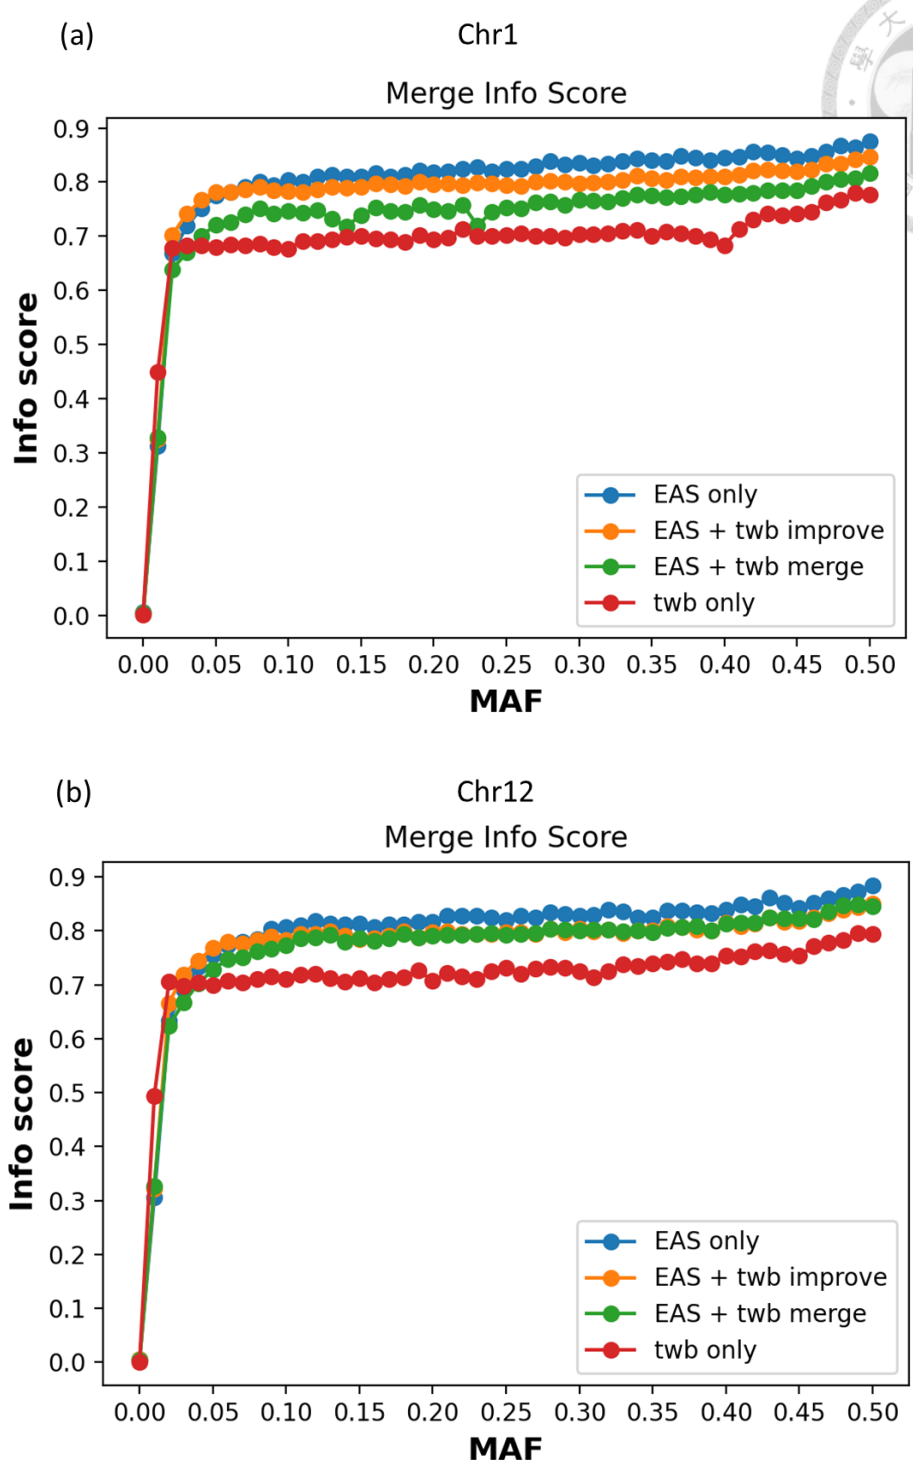 (a)
Chr1
學 大
Merge Info Score
0.9
0.8
0.7
0.6
0.5
0.4
0.3
0.2
0.1
0.0
Info score
EAS only
EAS + twb improve
EAS + twb merge
twb only
0.00 0.05 0.10 0.15 0.20 0.25 0.30 0.35 0.40 0.45 0.50
MAF
(b)
Chr12
Merge Info Score
0.9
0.8
0.7
0.6
0.5
0.4
0.3
0.2
0.1
0.0
Info score
EAS only
EAS + twb improve
EAS + twb merge
twb only
0.00 0.05 0.10 0.15 0.20 0.25 0.30 0.35 0.40 0.45 0.50
MAF